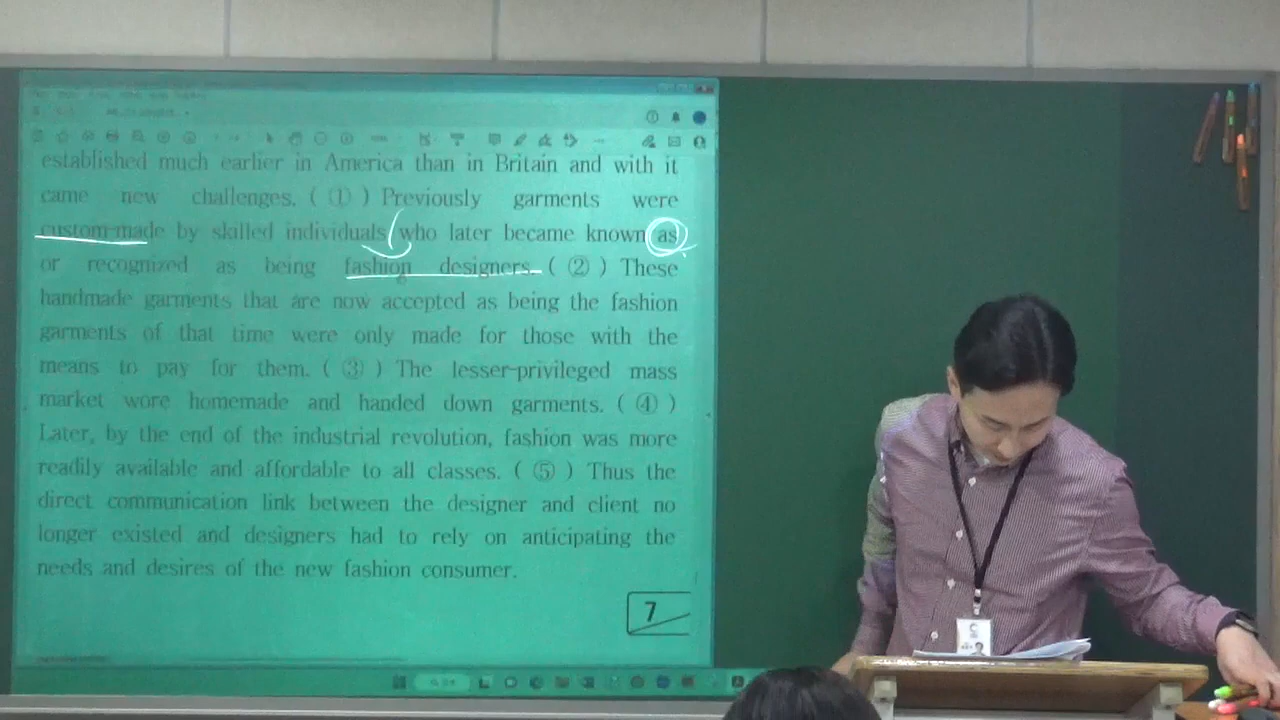 established much earlier in America than in Britain and with it
came new challenges. ( ① ) Previously garments were
custom-made by skilled individuals who later became known as
or recognized as being fashion designers. ( ② ) These
handmade garments that are now accepted as being the fashion
garments of that time were only made for those with the
means to pay for them. ( ③ ) The lesser-privileged mass
market wore homemade and handed down garments. ( ④ )
Later, by the end of the industrial revolution, fashion was more
readily available and affordable to all classes. ( ⑤ ) Thus the
direct communication link between the designer and client no
longer existed and designers had to rely on anticipating the
needs and desires of the new fashion consumer.
7